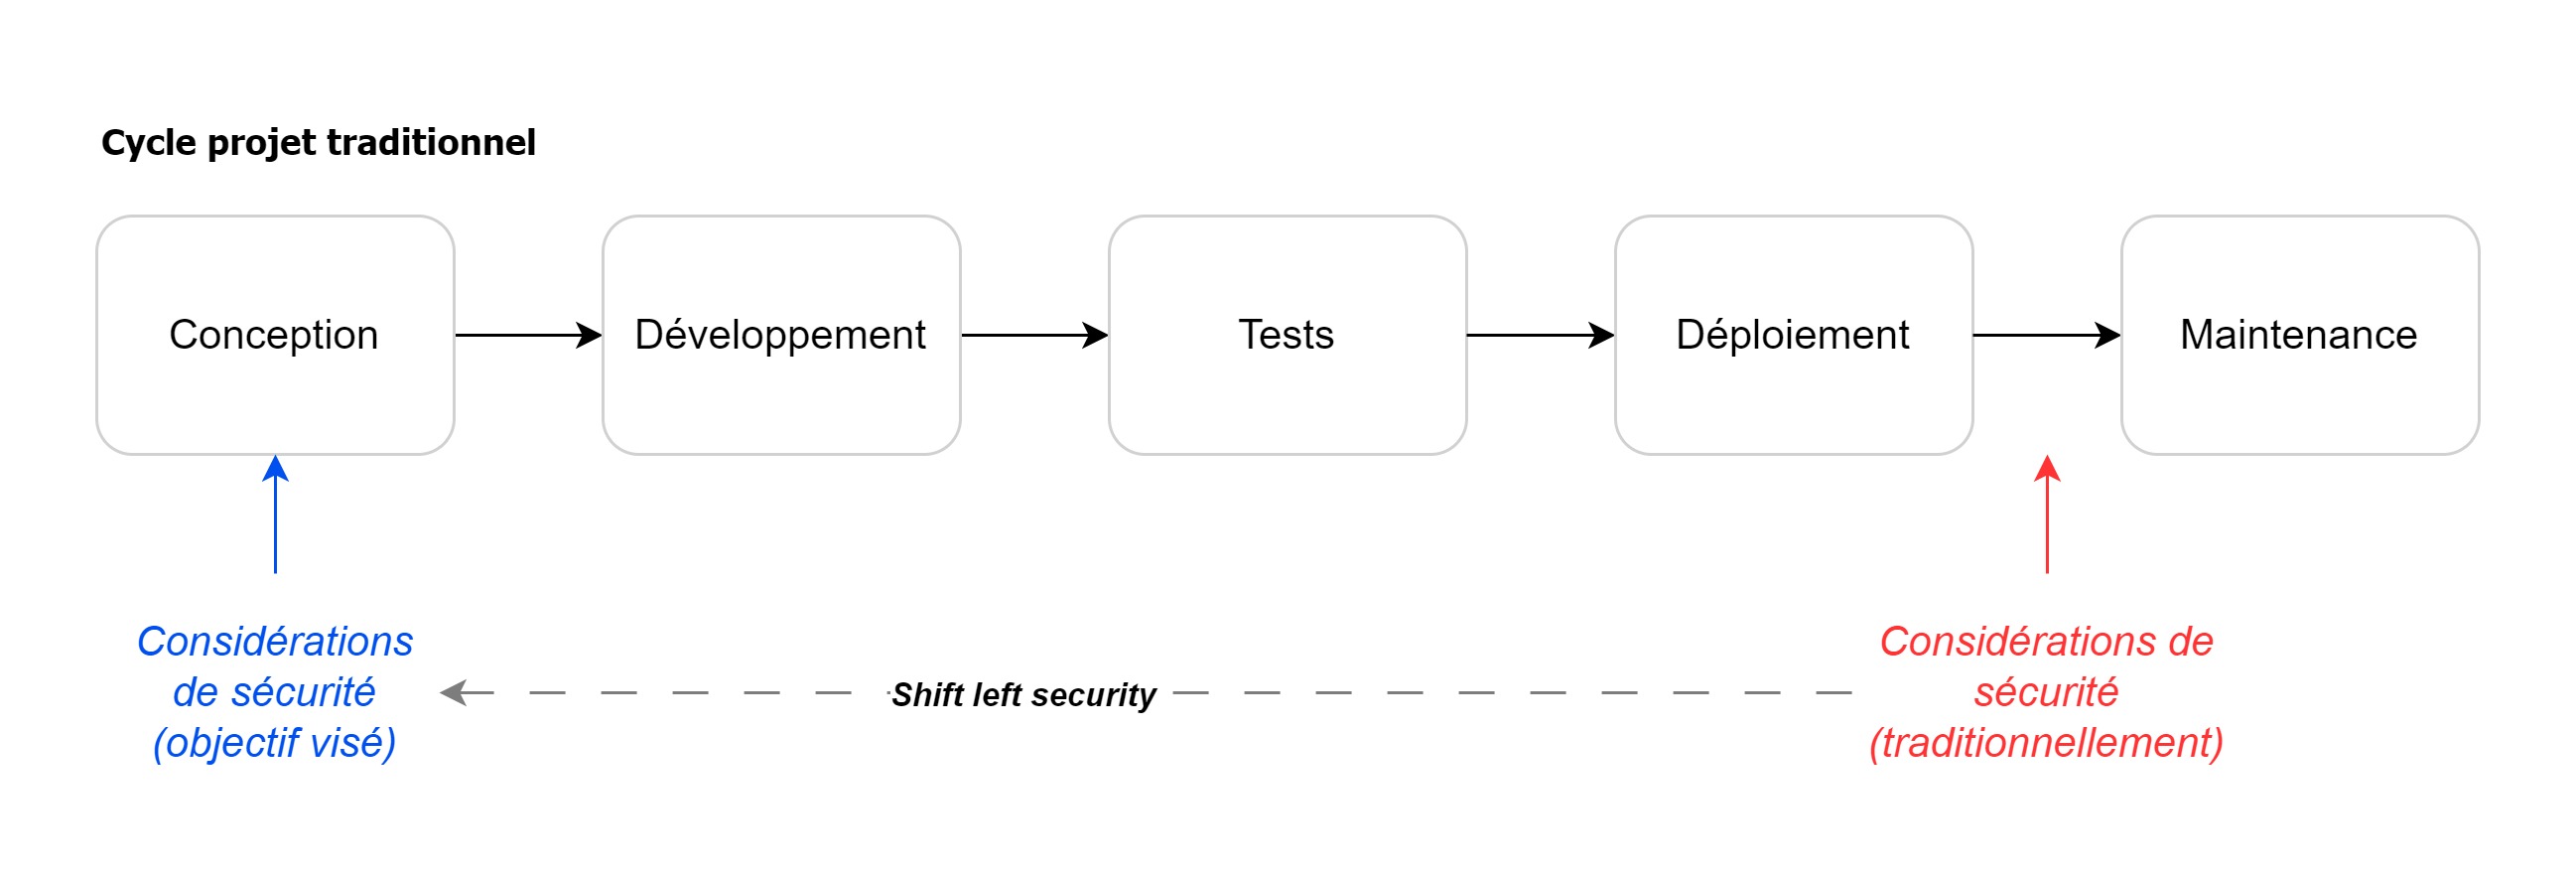 Cycle projet traditionnel
Conception
Développement
Tests
Déploiement
Maintenance
Considérations
de sécurité
(objectif visé)
Shift left security
Considérations de
sécurité
(traditionnellement)